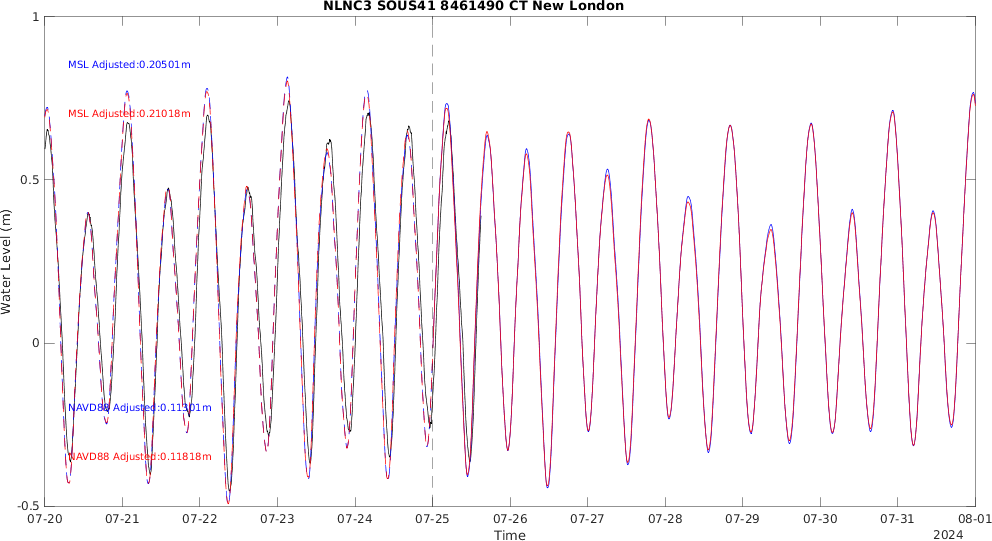 NLNC3 SOUS41 8461490 CT New London
1
MSL Adjusted:0.20501m
MSL Adjusted:0.21018m
0.5
Water Level (m)
0
NAVD88 Adjusted:0.11301m
NAVD88 Adjusted:0.11818m
-0.5
07-20 07-21 07-22 07-23 07-24 07-25 07-26 07-27 07-28 07-29 07-30 07-31 08-01
Time
2024